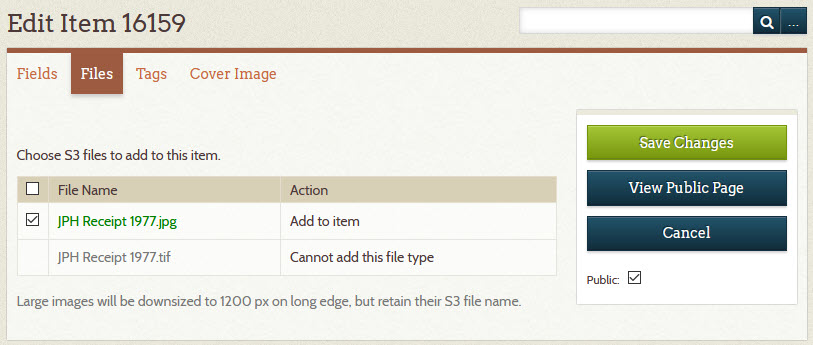 Edit Item 16159
...
Fields Files Tags Cover Image
Choose S3 files to add to this item.
File Name Action
JPH Receipt 1977.jpg Add to item
JPH Receipt 1977.tif Cannot add this file type
Large images will be downsized to 1200 px on long edge, but retain their S3 file name.
Save Changes
View Public Page
Cancel
Public: